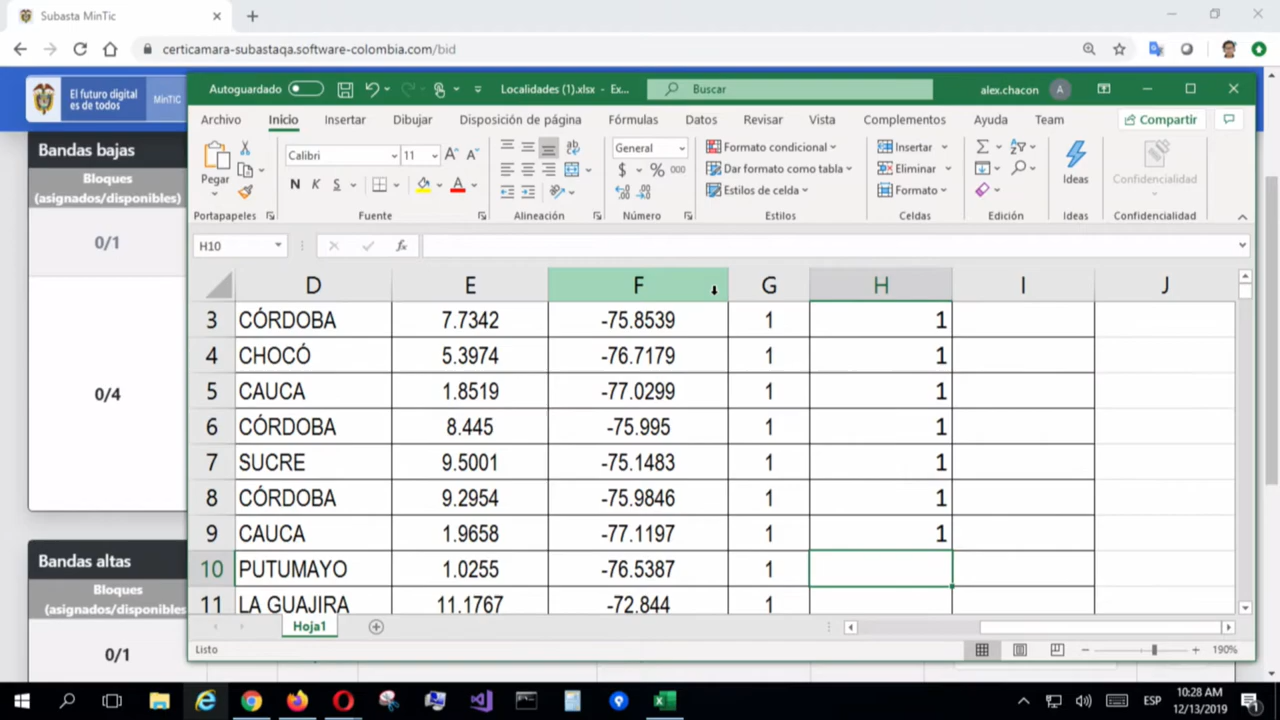 Subasta MinTic
certicamara-subastaqa.software-colombia.com/bid
El futuro digital
es de todos
MinTIC
Bandas bajas
Bloques
(asignados/disponibles)
0/1
0/4
Bandas altas
Bloques
(asignados/disponibles
0/1
Autoguardado
Localidades (1).xlsx - Ex...
Buscar
alex.chacon
A
Archivo Inicio Insertar Dibujar Disposición de página Fórmulas Datos Revisar Vista Complementos Ayuda Team Compartir
Pegar
Portapapeles
Calibri 11
N K S
Fuente
Alineación
General
$ % 000
Número
Formato condicional
Dar formato como tabla
Estilos de celda
Estilos
Insertar
Eliminar
Formato
Celdas
Edición
Ideas
Ideas
Confidencialidad
Confidencialidad
H10 fx
D E F G H I J
3 CÓRDOBA 7.7342 -75.8539 1 1
4 CHOCÓ 5.3974 -76.7179 1 1
5 CAUCA 1.8519 -77.0299 1 1
6 CÓRDOBA 8.445 -75.995 1 1
7 SUCRE 9.5001 -75.1483 1 1
8 CÓRDOBA 9.2954 -75.9846 1 1
9 CAUCA 1.9658 -77.1197 1 1
10 PUTUMAYO 1.0255 -76.5387 1
11 LA GUAJIRA 11.1767 -72.844 1
Hoja1
Listo
190%
ESP
10:28 AM
12/13/2019
1